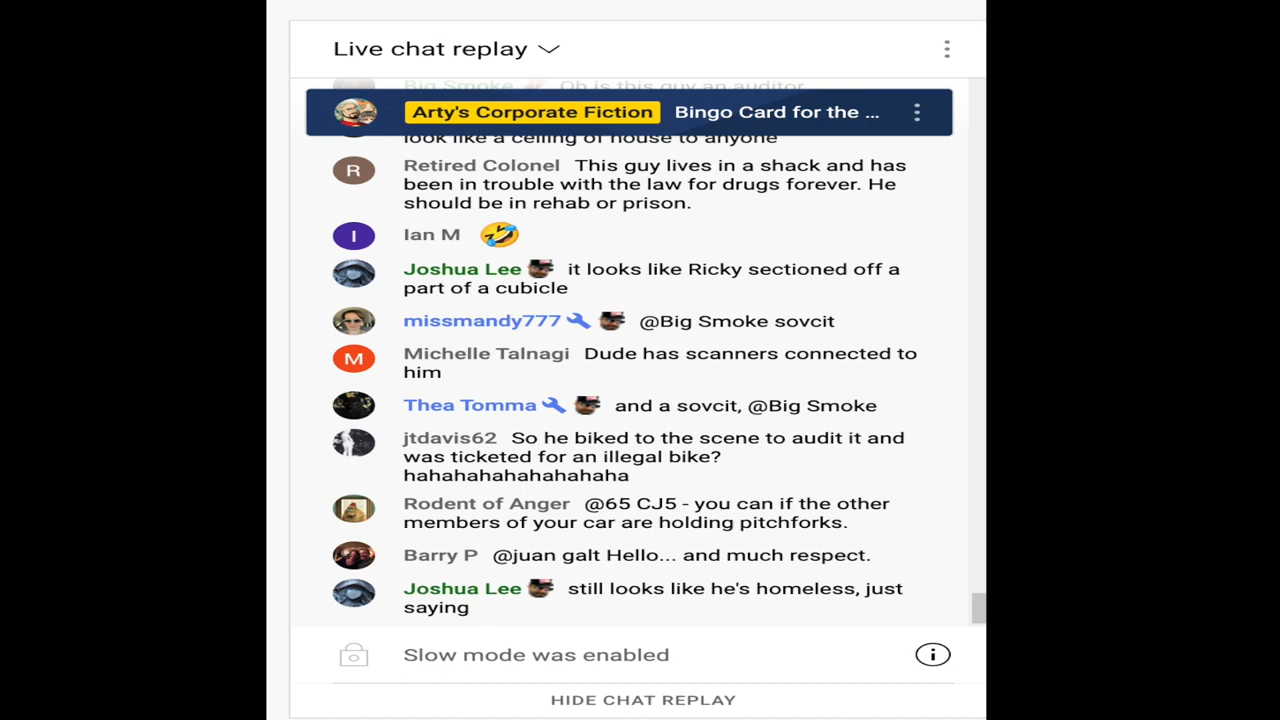 Live chat replay
Big Smoke Oh is this guy an auditor
Arty's Corporate Fiction Bingo Card for the ...
look like a ceiling of house to anyone
R Retired Colonel This guy lives in a shack and has
been in trouble with the law for drugs forever. He
should be in rehab or prison.
I Ian M
Joshua Lee it looks like Ricky sectioned off a
part of a cubicle
missmandy777 @Big Smoke sovcit
M Michelle Talnagi Dude has scanners connected to
him
Thea Tomma and a sovcit, @Big Smoke
jtdavis62 So he biked to the scene to audit it and
was ticketed for an illegal bike?
hahahahahahahahaha
Rodent of Anger @65 CJ5 - you can if the other
members of your car are holding pitchforks.
Barry P @juan galt Hello... and much respect.
Joshua Lee still looks like he's homeless, just
saying
Slow mode was enabled
HIDE CHAT REPLAY